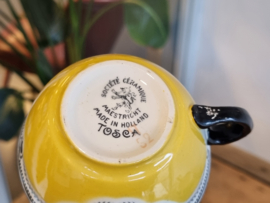 SOCIÉTÉ CÉRAMIQUE
MAESTRICHT
MADE IN HOLLAND
TOSCA